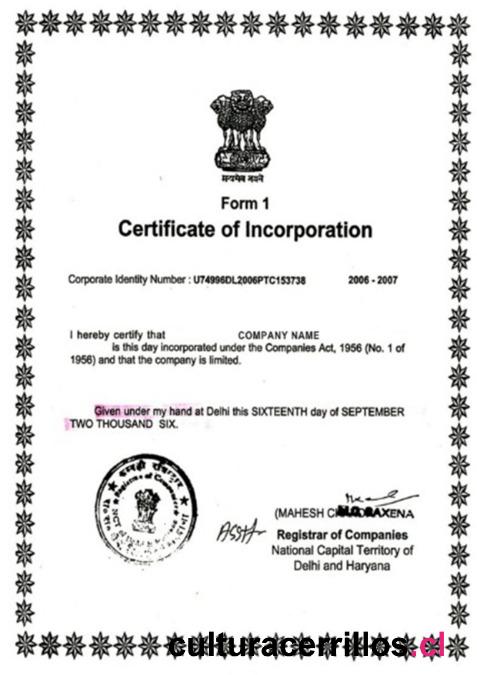 सत्यमेव जयते
Form 1
Certificate of Incorporation
Corporate Identity Number : U74996DL2006PTC153738 2006 - 2007
I hereby certify that COMPANY NAME
is this day incorporated under the Companies Act, 1956 (No. 1 of
1956) and that the company is limited.
Given under my hand at Delhi this SIXTEENTH day of SEPTEMBER
TWO THOUSAND SIX.
(MAHESH
AXENA
Registrar of Companies
National Capital Territory of
Delhi and Haryana
culturacerrillos.cl